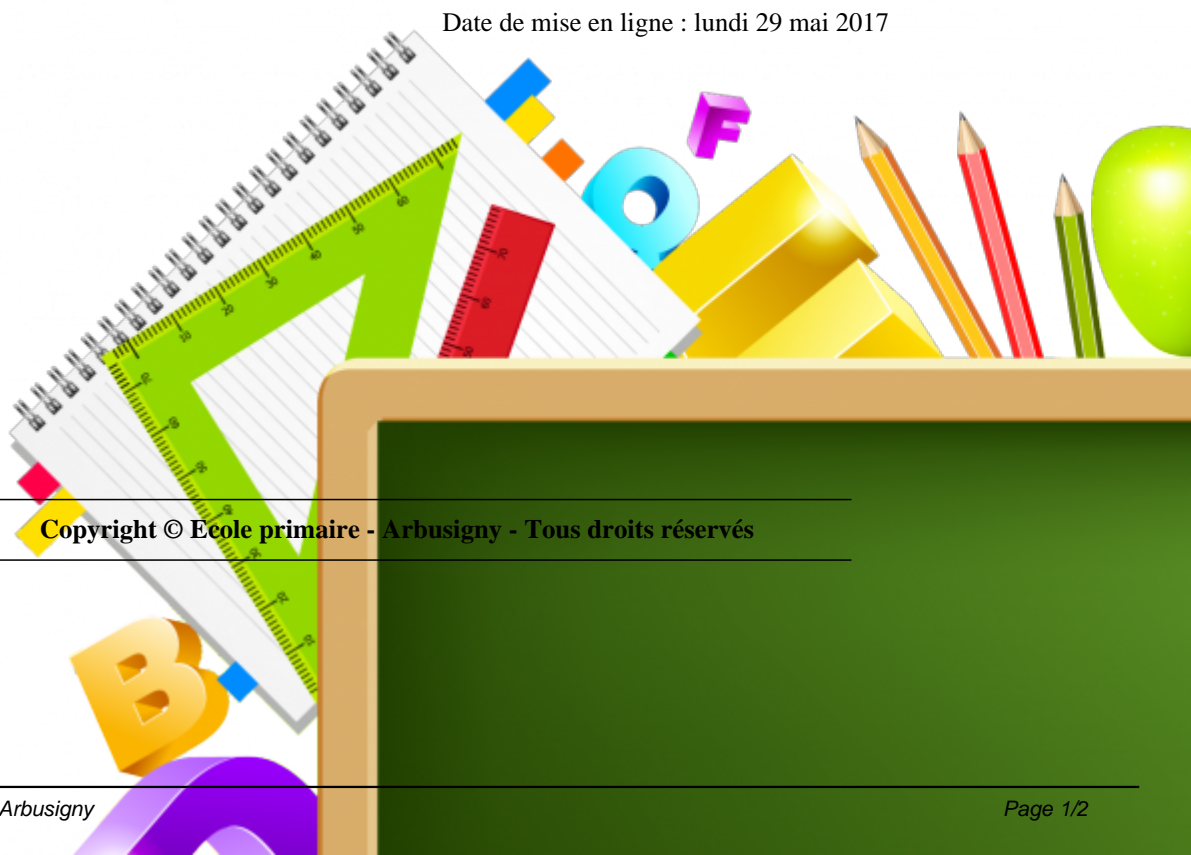 Date de mise en ligne : lundi 29 mai 2017
F
Copyright © Ecole primaire - Arbusigny - Tous droits réservés
B
Arbusigny Page 1/2